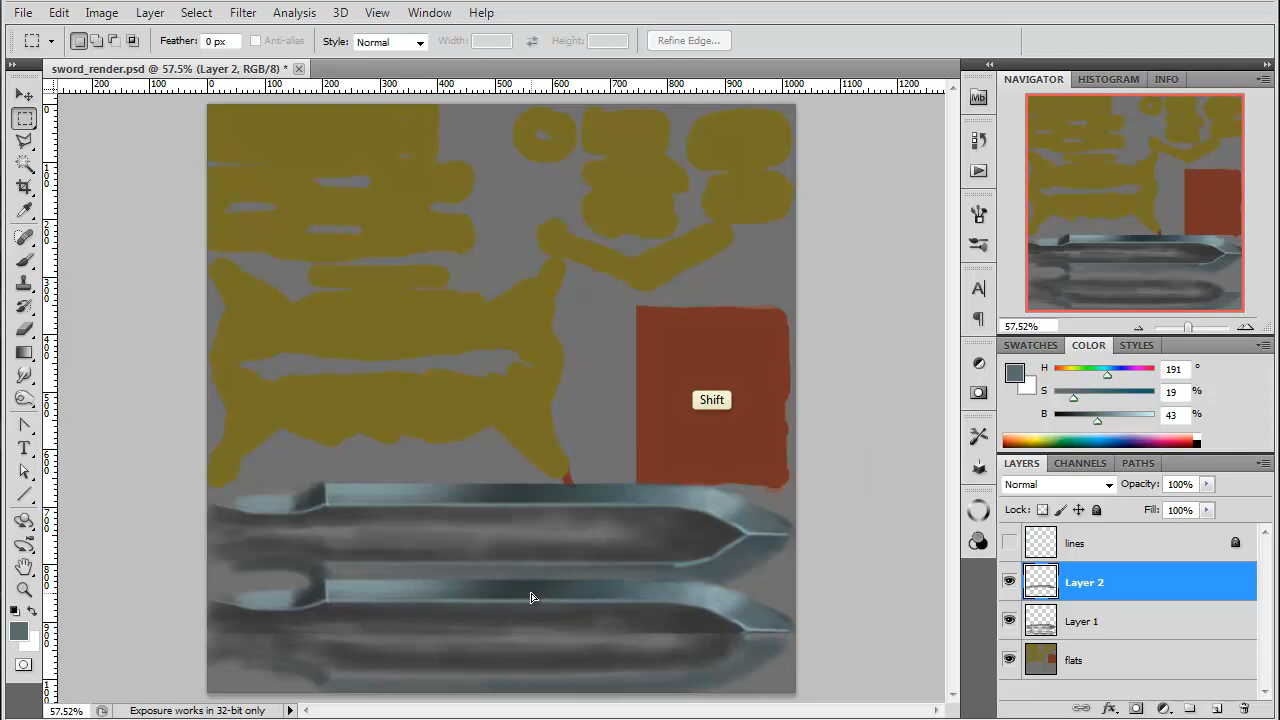 File Edit Image Layer Select Filter Analysis 3D View Window Help
Feather: 0 px Anti-alias Style: Normal Width: Height: Refine Edge...
sword_render.psd @ 57.5% (Layer 2, RGB/8) *
200 100 0 100 200 300 400 500 600 700 800 900 1000 1100 1200
NAVIGATOR HISTOGRAM INFO
57.52%
SWATCHES COLOR STYLES
H 191 °
S 19 %
B 43 %
Shift
LAYERS CHANNELS PATHS
Normal Opacity: 100%
Lock: Fill: 100%
lines
Layer 2
Layer 1
flats
57.52% Exposure works in 32-bit only